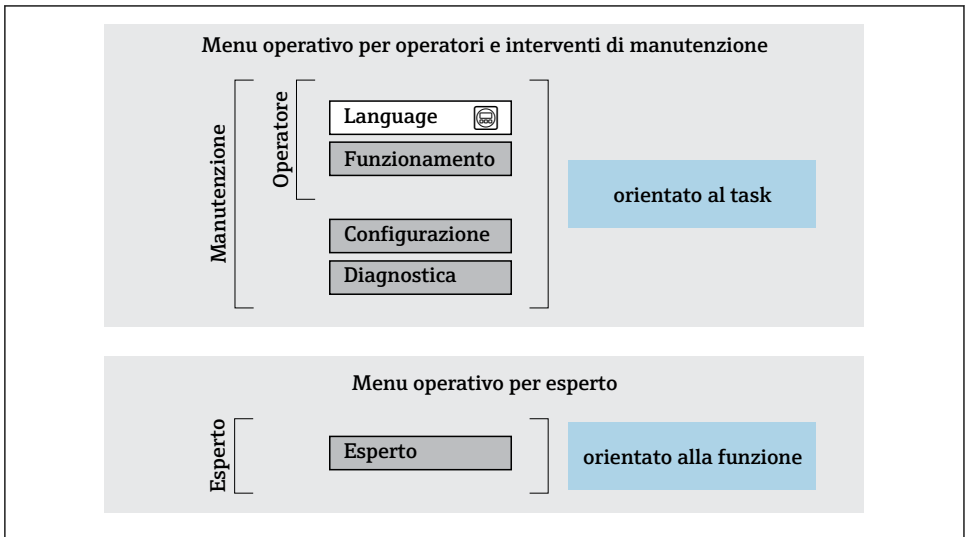 Menu operativo per operatori e interventi di manutenzione
Manutenzione
Operatore
Language
Funzionamento
Configurazione
Diagnostica
orientato al task
Menu operativo per esperto
Esperto
Esperto
orientato alla funzione